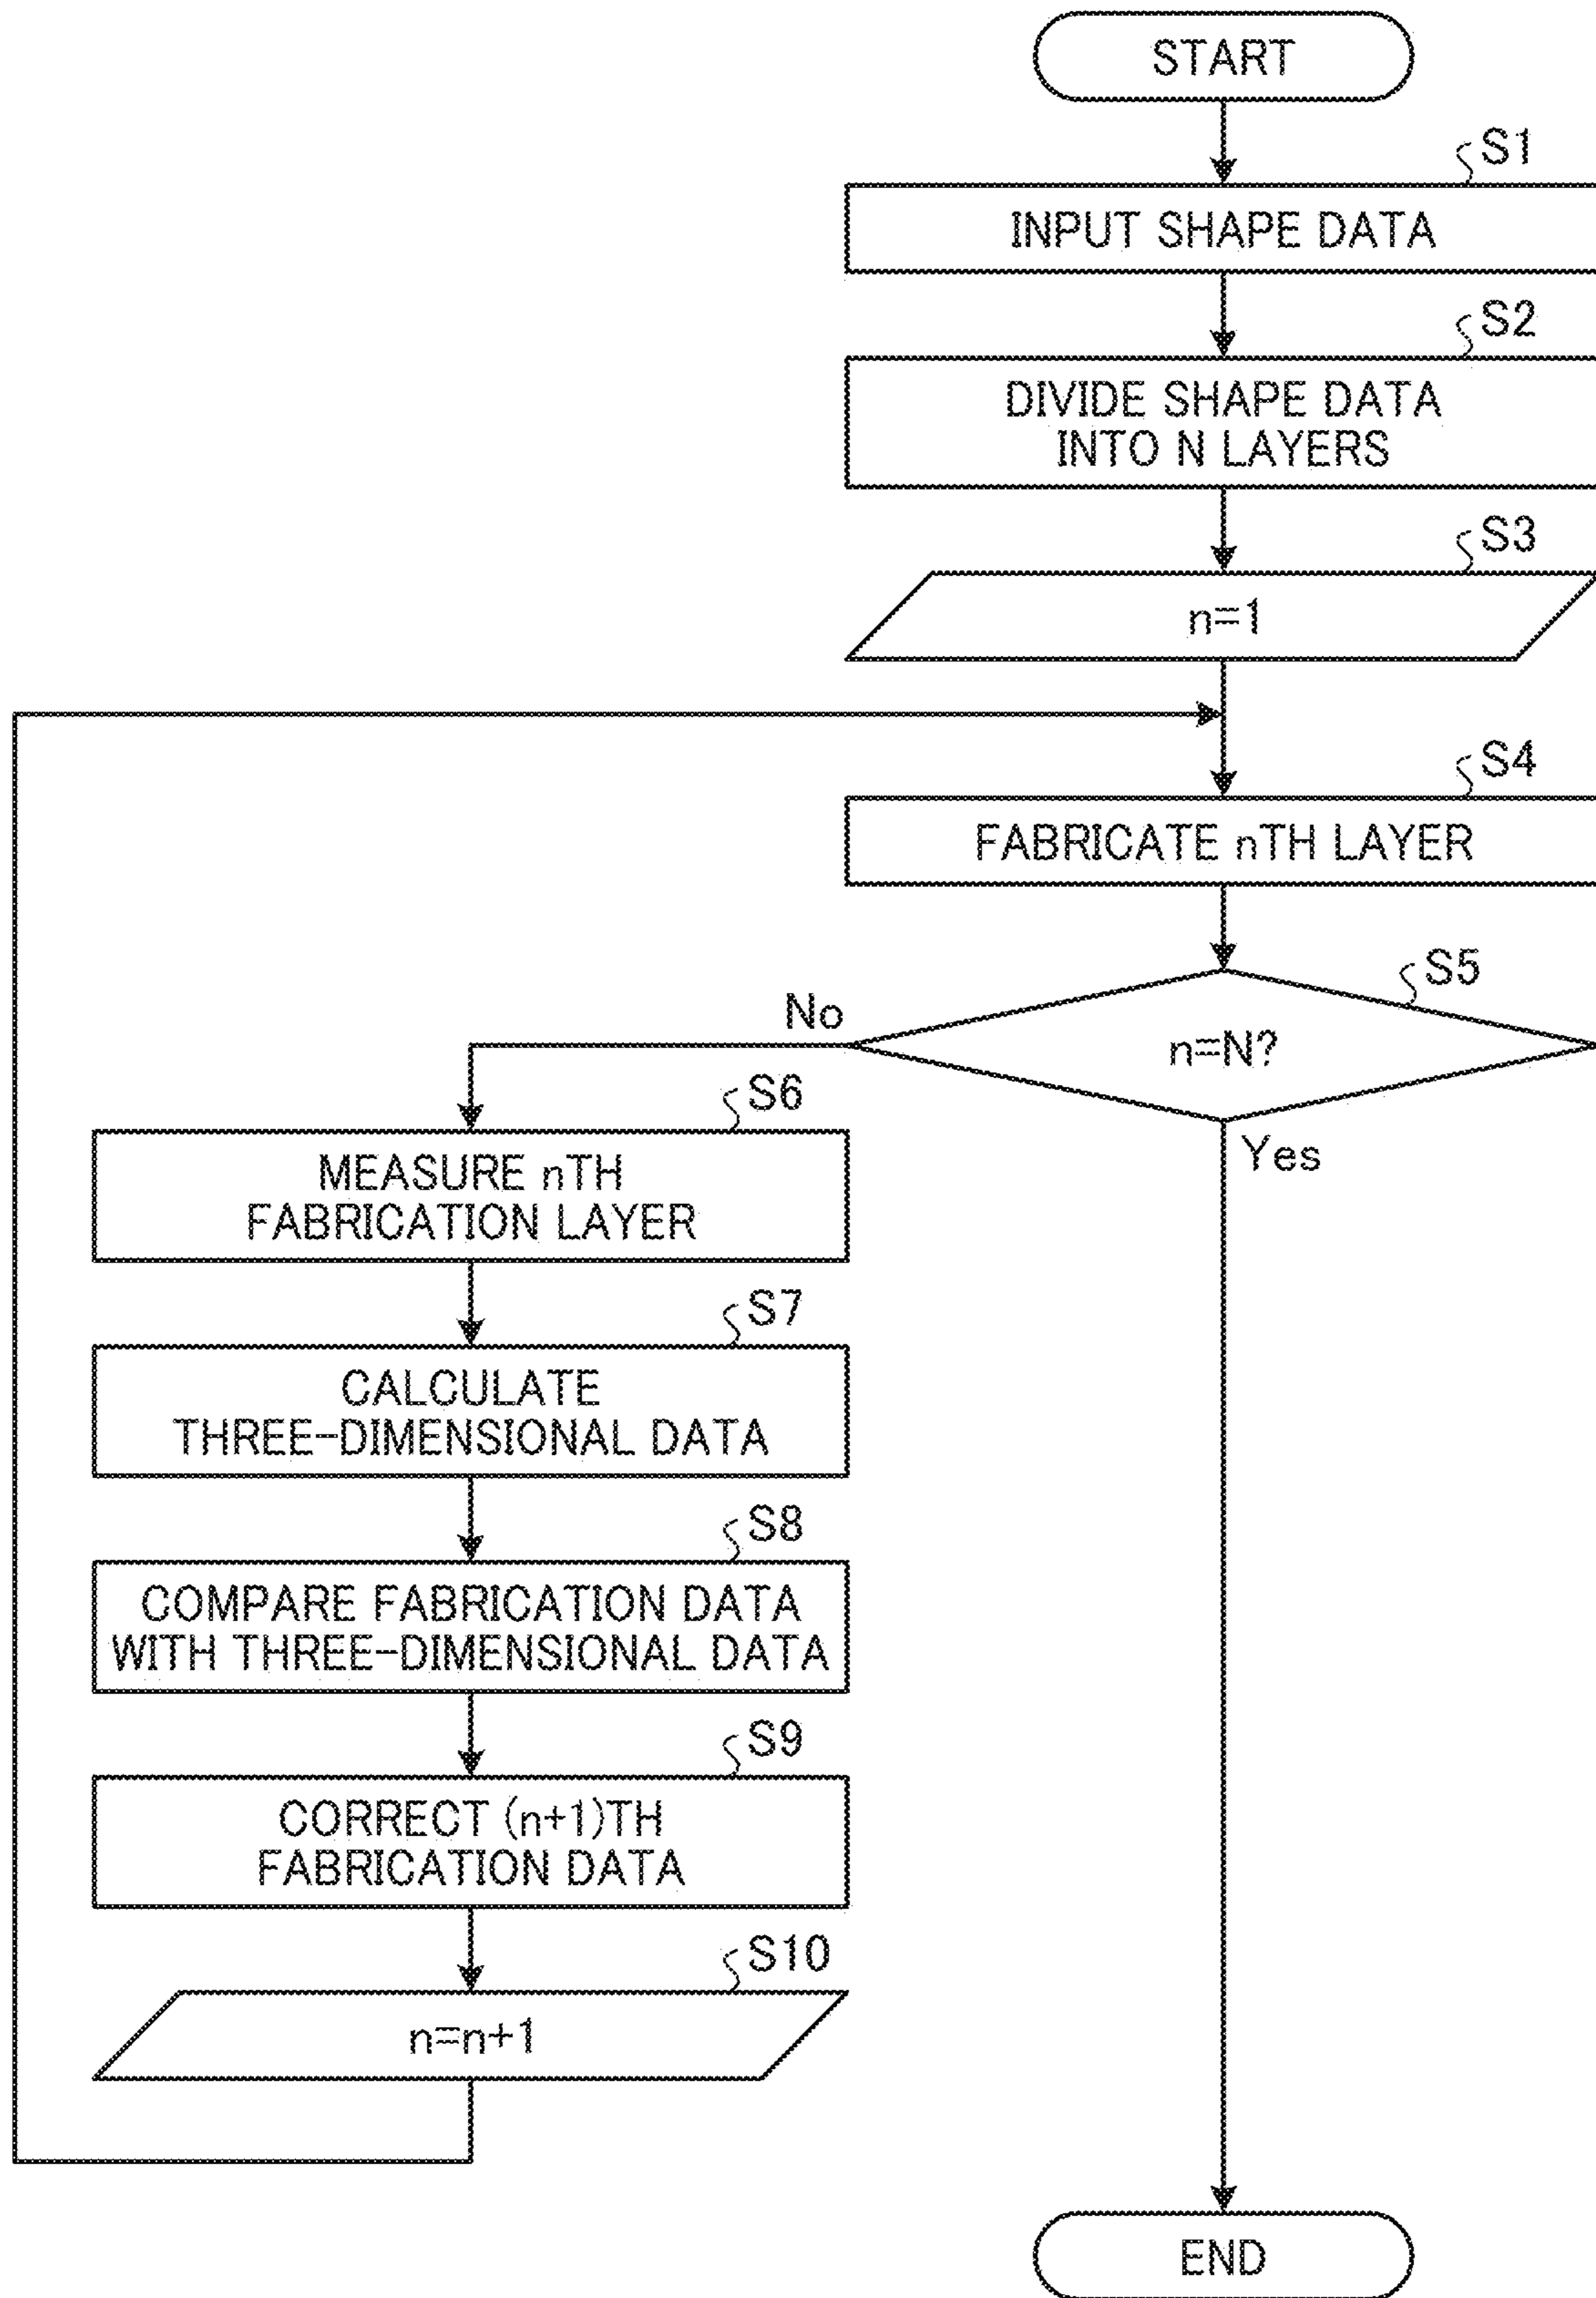 START
S1
INPUT SHAPE DATA
S2
DIVIDE SHAPE DATA
INTO N LAYERS
S3
n=1
S4
FABRICATE nTH LAYER
S5
n=N?
No
Yes
S6
MEASURE nTH
FABRICATION LAYER
S7
CALCULATE
THREE-DIMENSIONAL DATA
S8
COMPARE FABRICATION DATA
WITH THREE-DIMENSIONAL DATA
S9
CORRECT (n+1)TH
FABRICATION DATA
S10
n=n+1
END